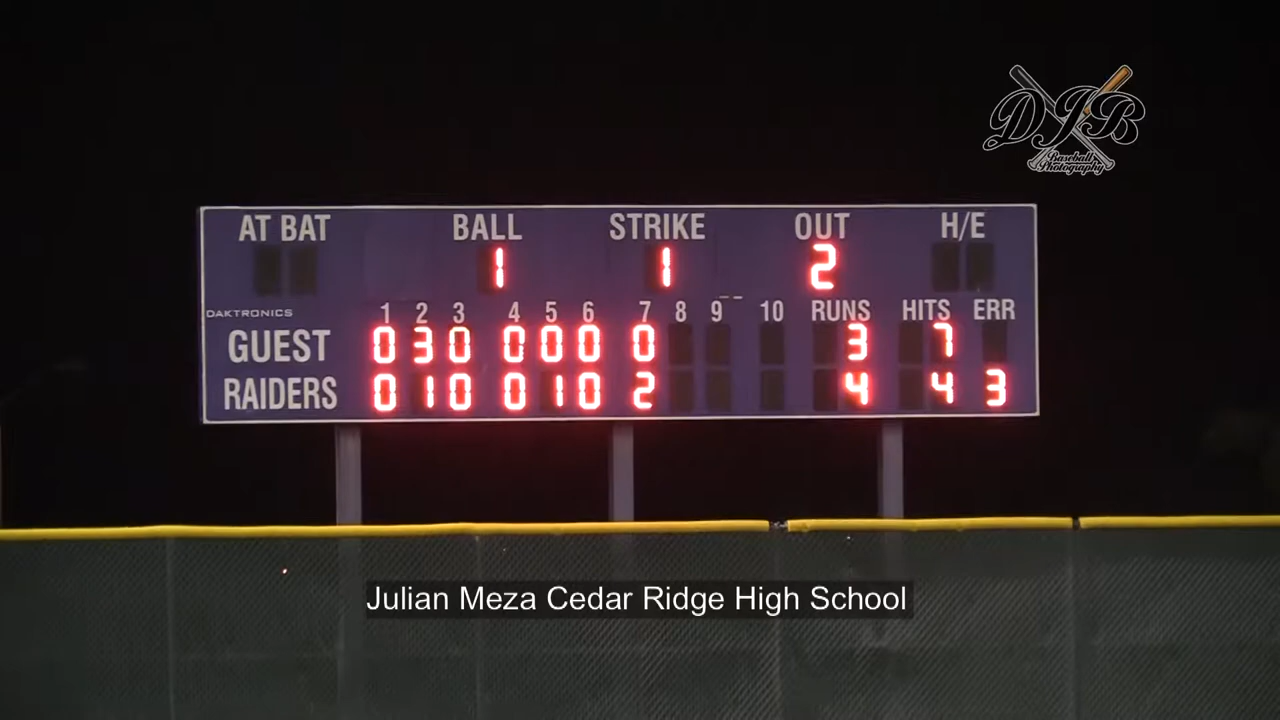 DJB
Baseball
Photography
AT BAT BALL STRIKE OUT H/E
1 1 2
DAKTRONICS 1 2 3 4 5 6 7 8 9 10 RUNS HITS ERR
GUEST 0 3 0 0 0 0 0 3 7
RAIDERS 0 1 0 0 1 0 2 4 4 3
Julian Meza Cedar Ridge High School